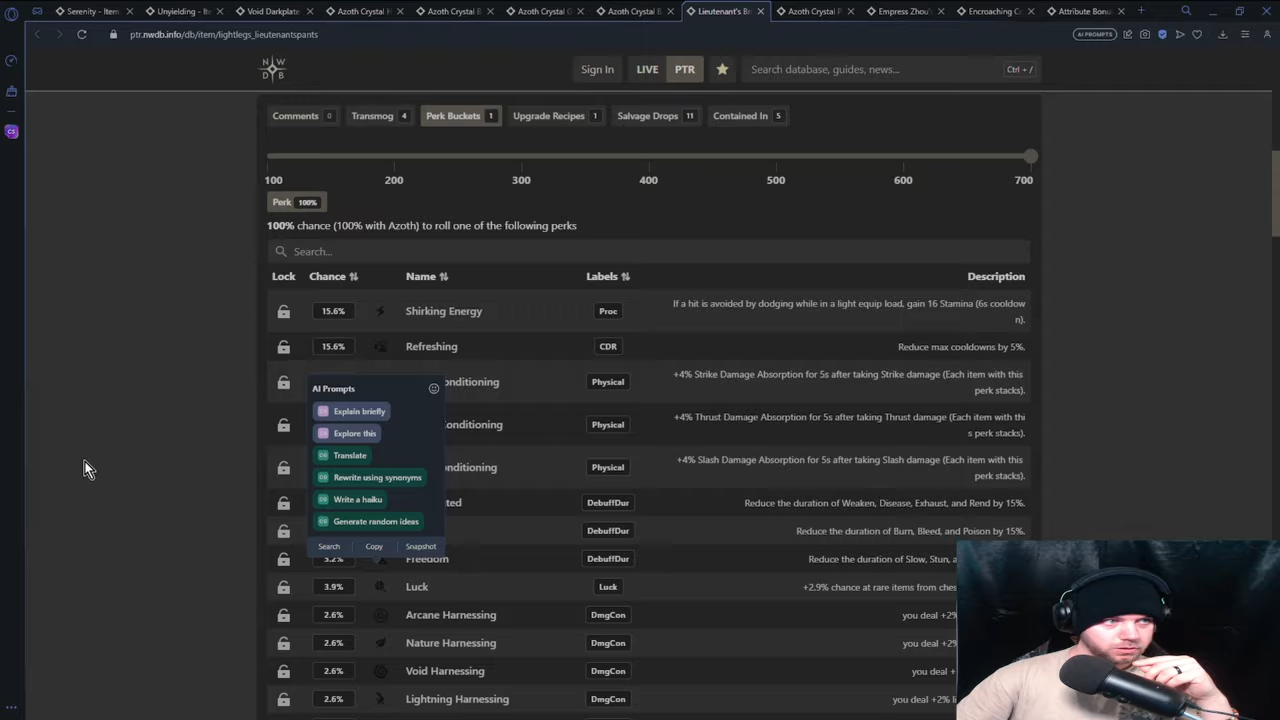 Serenity - Item
Unyielding - Ite
Void Darkplate
Azoth Crystal H
Azoth Crystal B
Azoth Crystal G
Azoth Crystal B
Lieutenant's Br
Azoth Crystal P
Empress Zhou'
Encroaching C
Attribute Bonu
ptr.nwdb.info/db/item/lightlegs_lieutenantspants
AI PROMPTS
NW
DB
Sign In
LIVE
PTR
Search database, guides, news...
Ctrl + /
Comments 0
Transmog 4
Perk Buckets 1
Upgrade Recipes 1
Salvage Drops 11
Contained In 5
100 200 300 400 500 600 700
Perk 100%
100% chance (100% with Azoth) to roll one of the following perks
Search...
Lock Chance Name Labels Description
15.6% Shirking Energy Proc If a hit is avoided by dodging while in a light equip load, gain 16 Stamina (6s cooldow
n).
15.6% Refreshing CDR Reduce max cooldowns by 5%.
onditioning Physical +4% Strike Damage Absorption for 5s after taking Strike damage (Each item with this
perk stacks).
Conditioning Physical +4% Thrust Damage Absorption for 5s after taking Thrust damage (Each item with thi
s perk stacks).
nditioning Physical +4% Slash Damage Absorption for 5s after taking Slash damage (Each item with this
perk stacks).
ted DebuffDur Reduce the duration of Weaken, Disease, Exhaust, and Rend by 15%.
DebuffDur Reduce the duration of Burn, Bleed, and Poison by 15%.
5.2% Freedom DebuffDur Reduce the duration of Slow, Stun,
3.9% Luck Luck +2.9% chance at rare items from ches
2.6% Arcane Harnessing DmgCon you deal +2%
2.6% Nature Harnessing DmgCon you deal +2%
2.6% Void Harnessing DmgCon you deal +
2.6% Lightning Harnessing DmgCon you deal +2% li
AI Prompts
Explain briefly
Explore this
Translate
Rewrite using synonyms
Write a haiku
Generate random ideas
Search Copy Snapshot